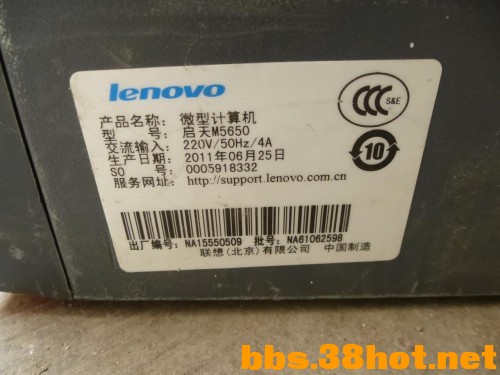 lenovo
产品名称: 微型计算机
型 号: 启天M5650
交流输入: 220V/50Hz/4A
生产日期: 2011年06月25日
SO 号: 0005918332
服务网址: http://support.lenovo.com.cn
CCC S&E
10
出厂编号: NA15550509 批号: NA61062598
联想(北京)有限公司 中国制造
bbs.38hot.net